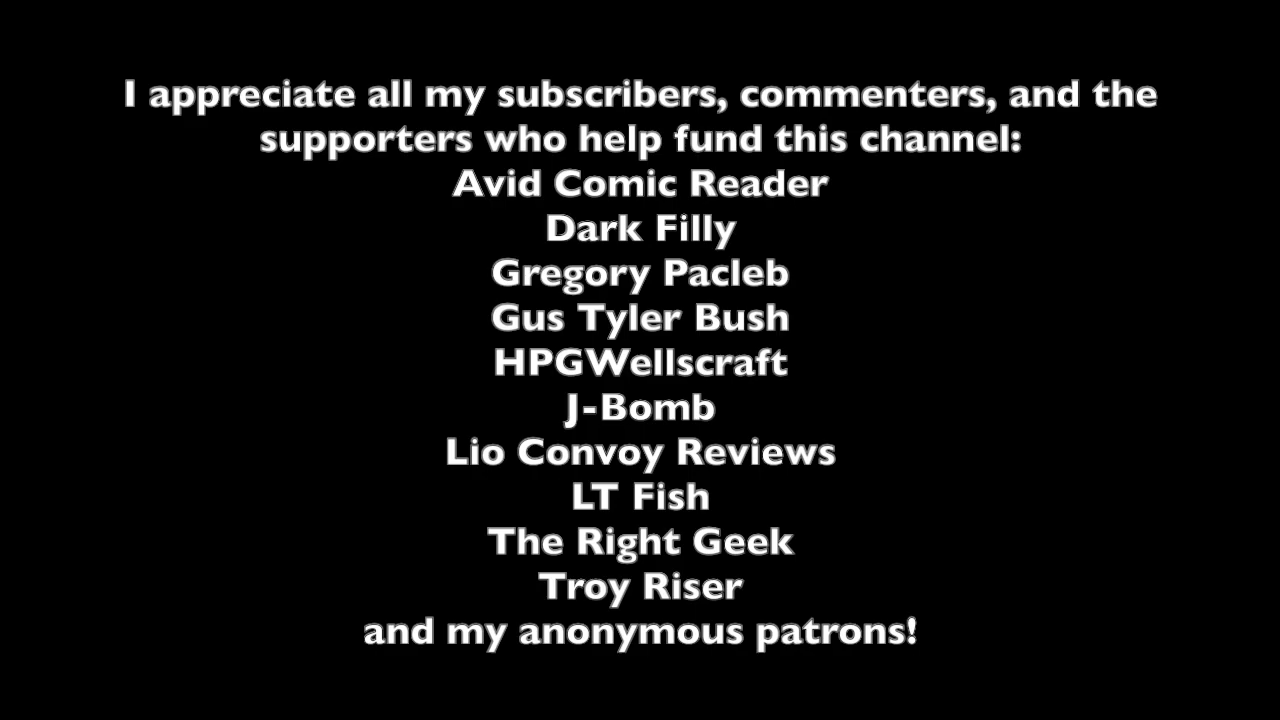 I appreciate all my subscribers, commenters, and the
supporters who help fund this channel:
Avid Comic Reader
Dark Filly
Gregory Pacleb
Gus Tyler Bush
HPGWellscraft
J-Bomb
Lio Convoy Reviews
LT Fish
The Right Geek
Troy Riser
and my anonymous patrons!